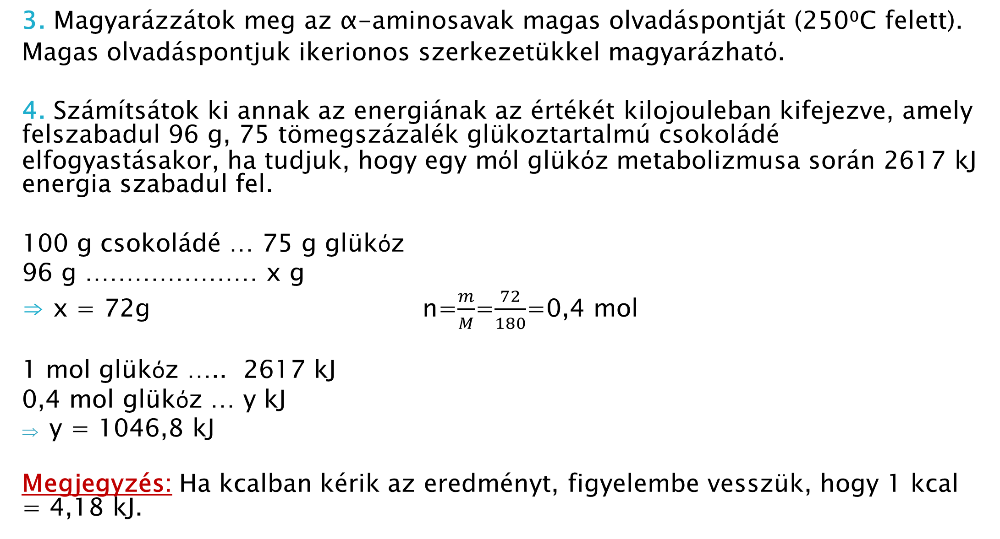 3. Magyarázzátok meg az α-aminosavak magas olvadáspontját (250⁰C felett).
Magas olvadáspontjuk ikerionos szerkezetükkel magyarázható.
4. Számítsátok ki annak az energiának az értékét kilojouleban kifejezve, amely
felszabadul 96 g, 75 tömegszázalék glükoztartalmú csokoládé
elfogyastásakor, ha tudjuk, hogy egy mól glükóz metabolizmusa során 2617 kJ
energia szabadul fel.
100 g csokoládé ... 75 g glükóz
96 g ..................... x g
⇒ x = 72g n=m/M=72/180=0,4 mol
1 mol glükóz ..... 2617 kJ
0,4 mol glükóz ... y kJ
⇒ y = 1046,8 kJ
Megjegyzés: Ha kcalban kérik az eredményt, figyelembe vesszük, hogy 1 kcal
= 4,18 kJ.